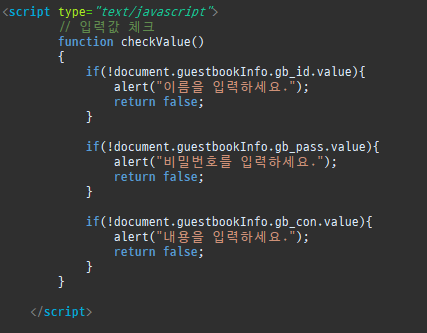 <script type="text/javascript">
// 입력값 체크
function checkValue()
{
if(!document.guestbookInfo.gb_id.value){
alert("이름을 입력하세요.");
return false;
}
if(!document.guestbookInfo.gb_pass.value){
alert("비밀번호를 입력하세요.");
return false;
}
if(!document.guestbookInfo.gb_con.value){
alert("내용을 입력하세요.");
return false;
}
}
</script>